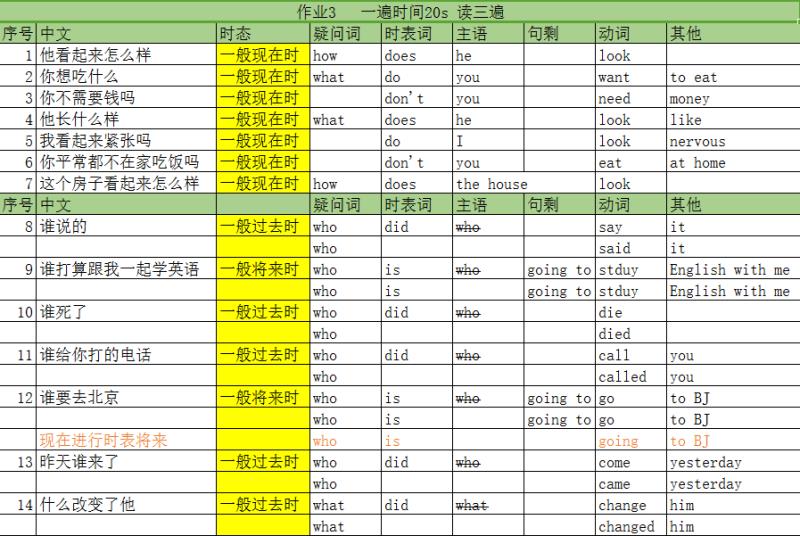 作业3 一遍时间20s 读三遍
序号 中文 时态 疑问词 时表词 主语 句剩 动词 其他
1 他看起来怎么样 一般现在时 how does he look
2 你想吃什么 一般现在时 what do you want to eat
3 你不需要钱吗 一般现在时 don't you need money
4 他长什么样 一般现在时 what does he look like
5 我看起来紧张吗 一般现在时 do I look nervous
6 你平常都不在家吃饭吗 一般现在时 don't you eat at home
7 这个房子看起来怎么样 一般现在时 how does the house look
序号 中文 疑问词 时表词 主语 句剩 动词 其他
8 谁说的 一般过去时 who did who say it
who said it
9 谁打算跟我一起学英语 一般将来时 who is who going to stduy English with me
who is going to stduy English with me
10 谁死了 一般过去时 who did who die
who died
11 谁给你打的电话 一般过去时 who did who call you
who called you
12 谁要去北京 一般将来时 who is who going to go to BJ
who is going to go to BJ
现在进行时表将来 who is going to BJ
13 昨天谁来了 一般过去时 who did who come yesterday
who came yesterday
14 什么改变了他 一般过去时 what did what change him
what changed him